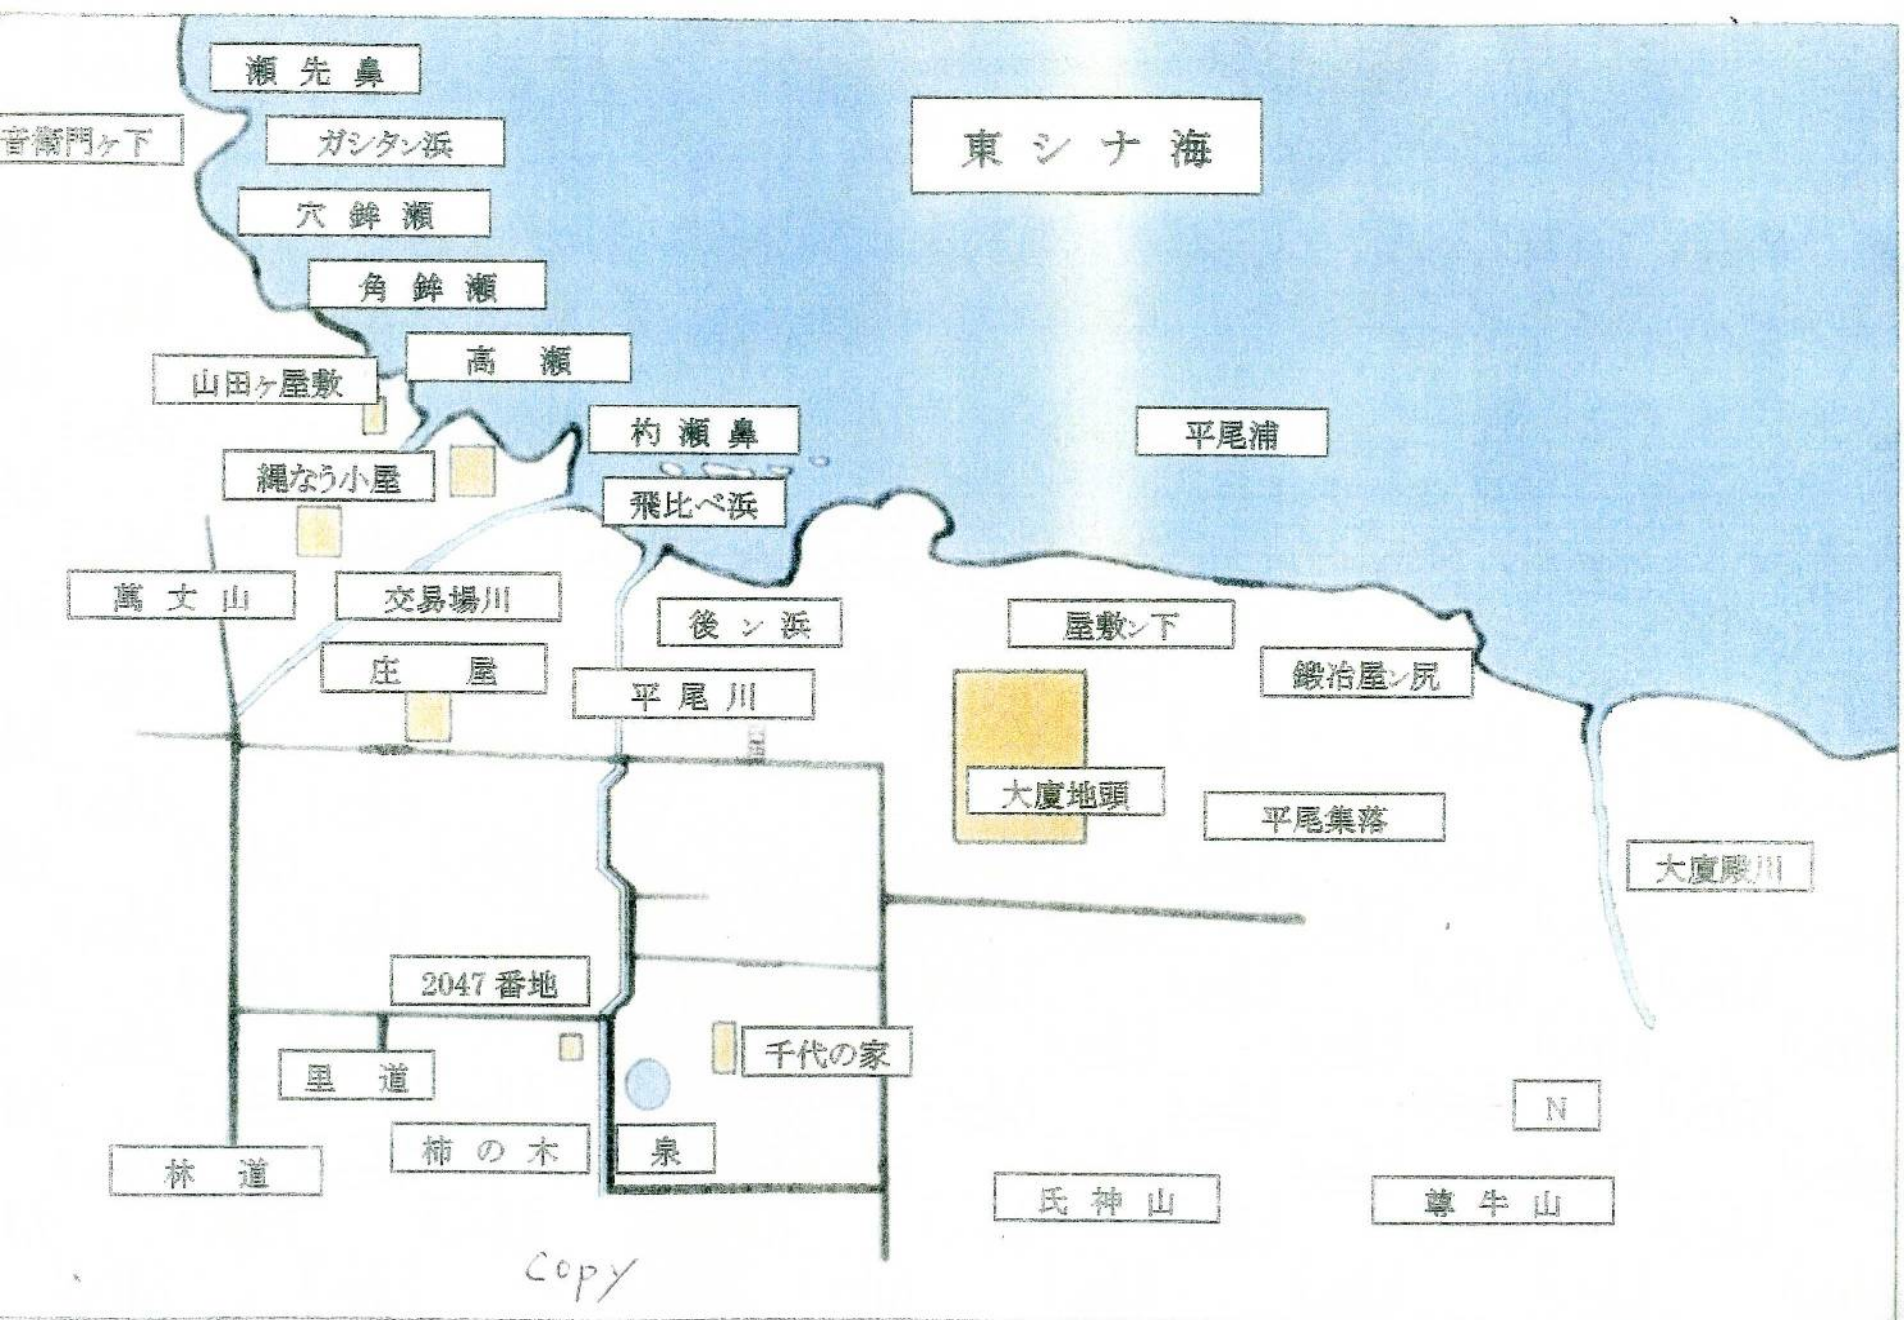 瀬先鼻
音衛門ヶ下
ガシタン浜
東シナ海
穴鉾瀬
角鉾瀬
高瀬
山田ヶ屋敷
杓瀬鼻
平尾浦
縄なう小屋
飛比べ浜
萬丈山
交易場川
後ン浜
屋敷ン下
庄屋
平尾川
鍛冶屋ン尻
大廈地頭
平尾集落
大廈殿川
2047番地
千代の家
里道
N
柿の木
泉
林道
氏神山
尊牛山
copy